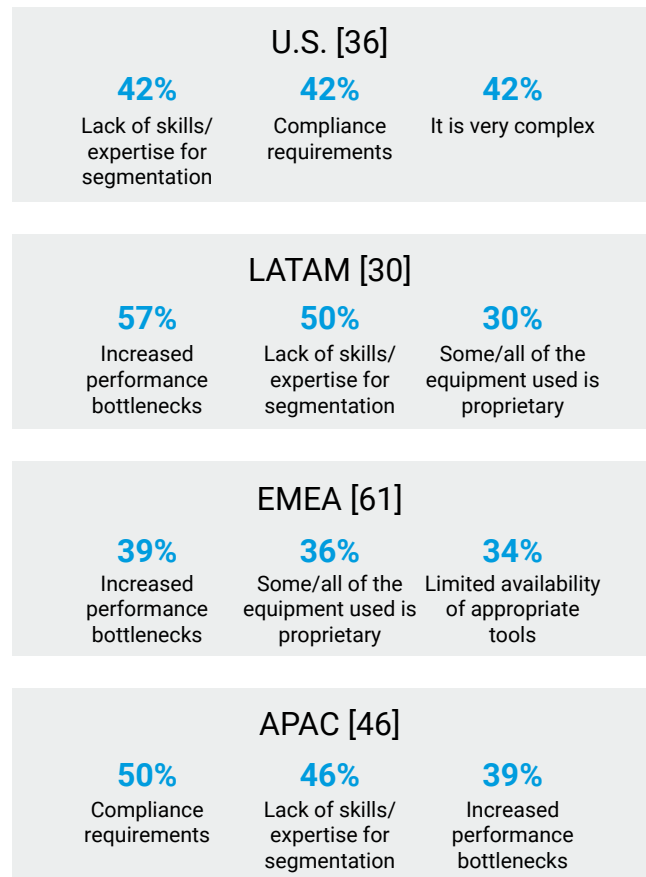 U.S. [36]
42% 42% 42%
Lack of skills/ Compliance It is very complex
expertise for requirements
segmentation
LATAM [30]
57% 50% 30%
Increased Lack of skills/ Some/all of the
performance expertise for equipment used is
bottlenecks segmentation proprietary
EMEA [61]
39% 36% 34%
Increased Some/all of the Limited availability
performance equipment used is of appropriate
bottlenecks proprietary tools
APAC [46]
50% 46% 39%
Compliance Lack of skills/ Increased
requirements expertise for performance
segmentation bottlenecks